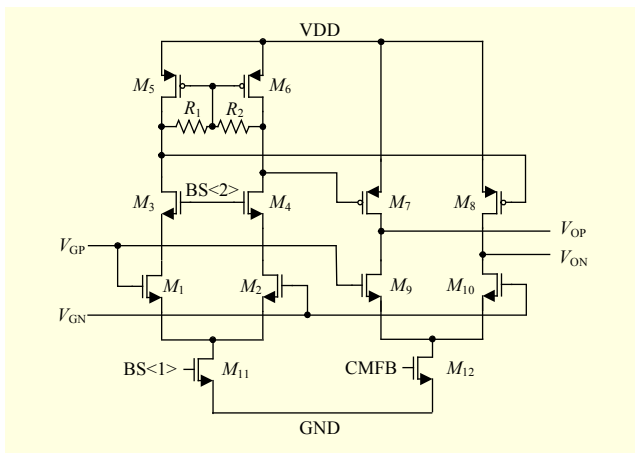 VDD
M5 M6
R1 R2
BS<2>
M3 M4 M7 M8
VOP
VGP
VON
M1 M2 M9 M10
VGN
BS<1> M11 CMFB M12
GND